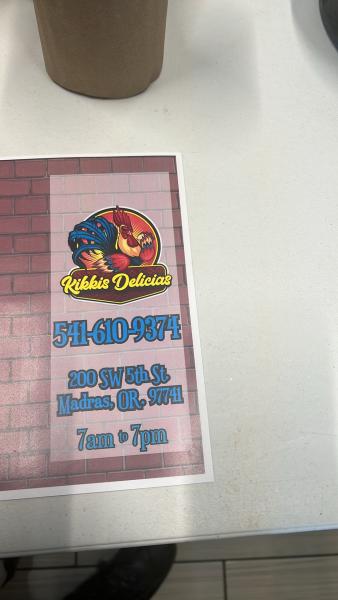 Kikkis Delicias
541-610-9374
200 SW 5th St
Madras, OR, 97741
7am to 7pm